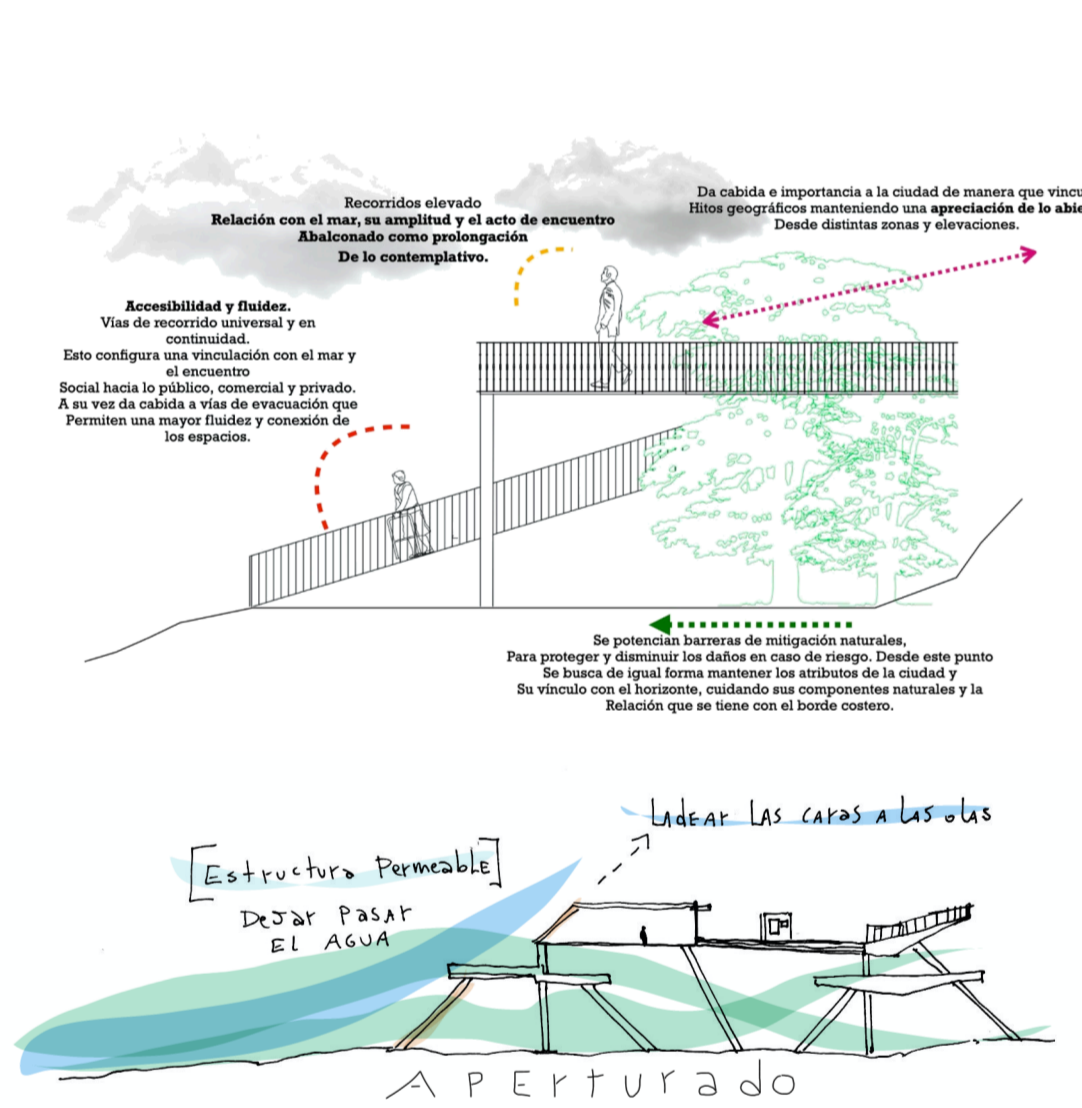 Recorridos elevado
Relación con el mar, su amplitud y el acto de encuentro
Abalconado como prolongación
De lo contemplativo.
Da cabida e importancia a la ciudad de manera que vincu
Hitos geográficos manteniendo una apreciación de lo abie
Desde distintas zonas y elevaciones.
Accesibilidad y fluidez.
Vías de recorrido universal y en
continuidad.
Esto configura una vinculación con el mar y
el encuentro
Social hacia lo público, comercial y privado.
A su vez da cabida a vías de evacuación que
Permiten una mayor fluidez y conexión de
los espacios.
Se potencian barreras de mitigación naturales,
Para proteger y disminuir los daños en caso de riesgo. Desde este punto
Se busca de igual forma mantener los atributos de la ciudad y
Su vínculo con el horizonte, cuidando sus componentes naturales y la
Relación que se tiene con el borde costero.
LAdEAr LAS CArAS A LAS oLAS
[Estructura PermeabLE]
DeJar PaSAr
EL AGUA
APErturado